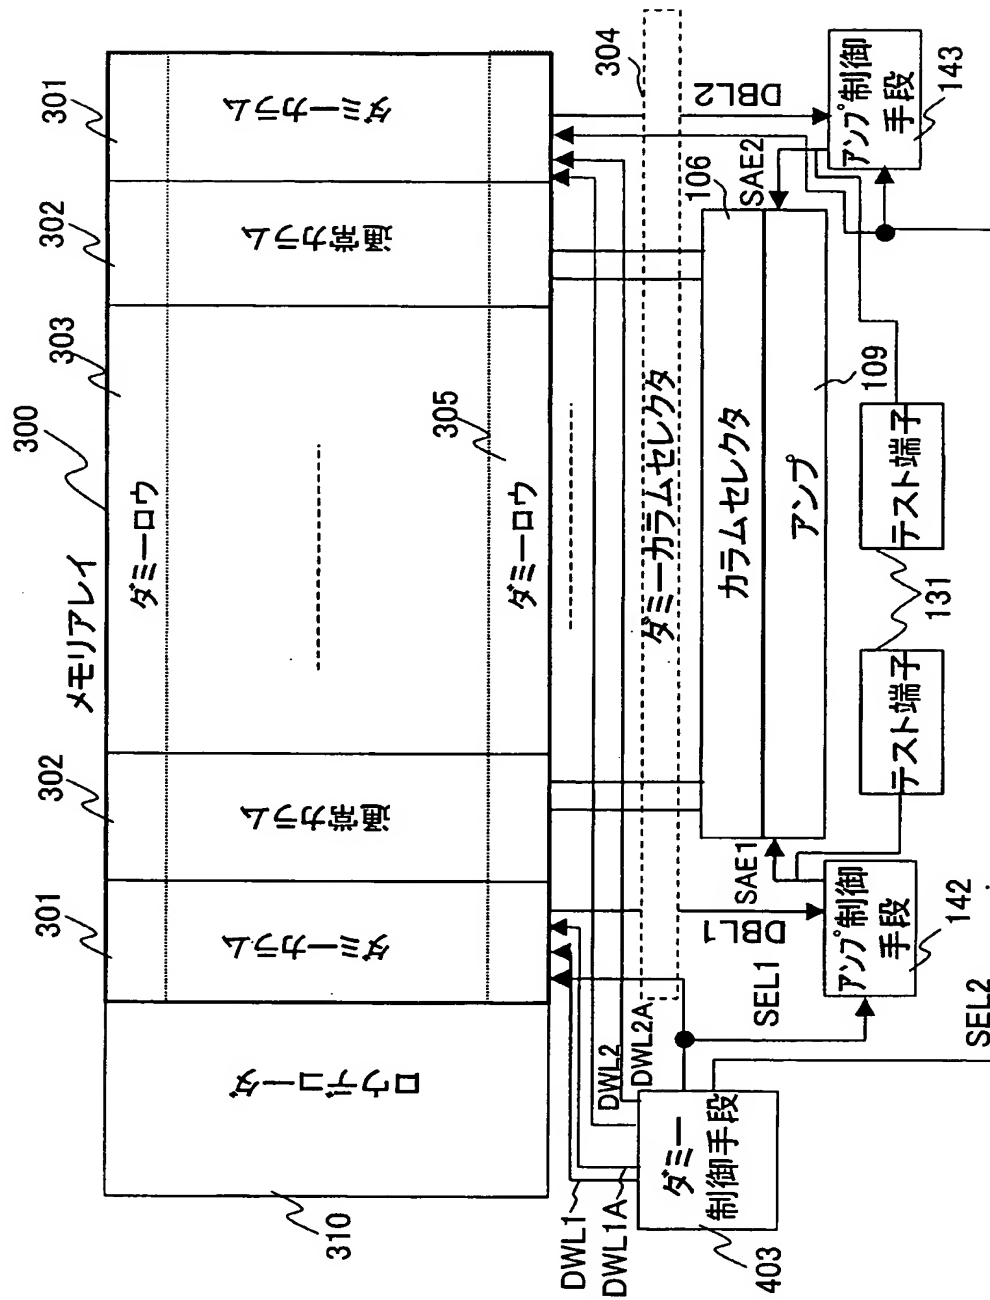 メモリアレイ
300
303
302
301
302
301
ダミーロウ
ロウデコーダ
ダミーカラム
通常カラム
通常カラム
ダミーカラム
305
ダミーロウ
310
DWL1
DWL1A
DWL2
DWL2A
304
ダミーカラムセレクタ
ダミー
制御手段
403
SEL1
SEL2
DBL1
DBL2
SAE1
SAE2
106
カラムセレクタ
アンプ
109
アンプ制御
手段
142
アンプ制御
手段
143
テスト端子
テスト端子
131